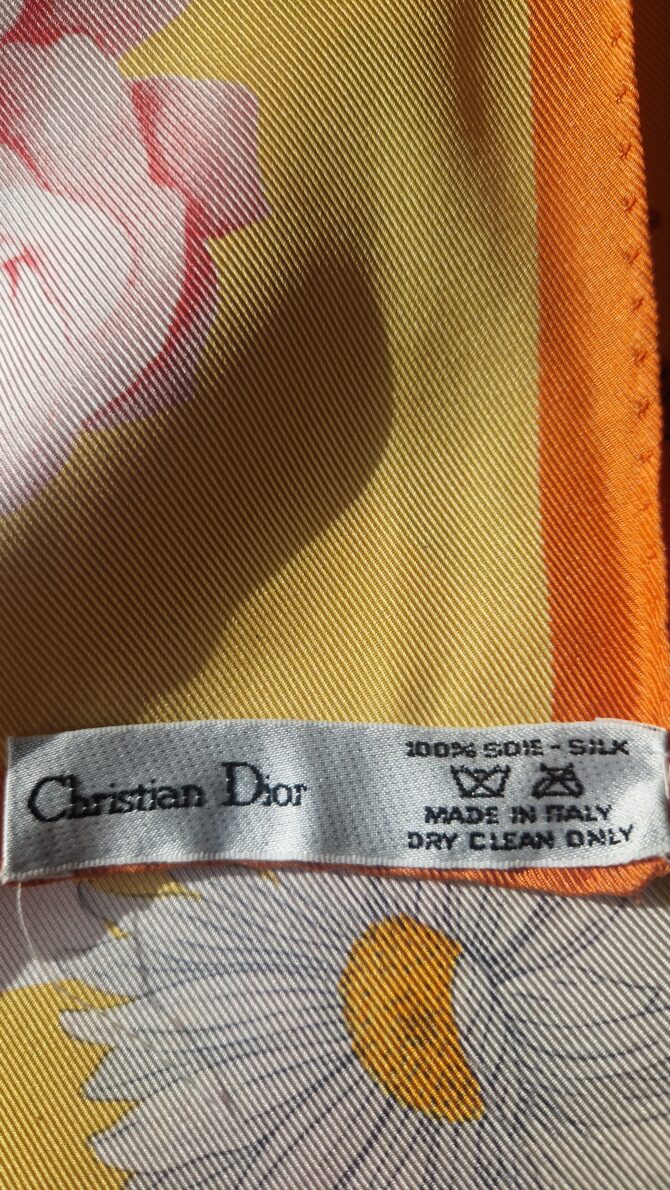 Christian Dior
100% SOIE - SILK
MADE IN ITALY
DRY CLEAN ONLY